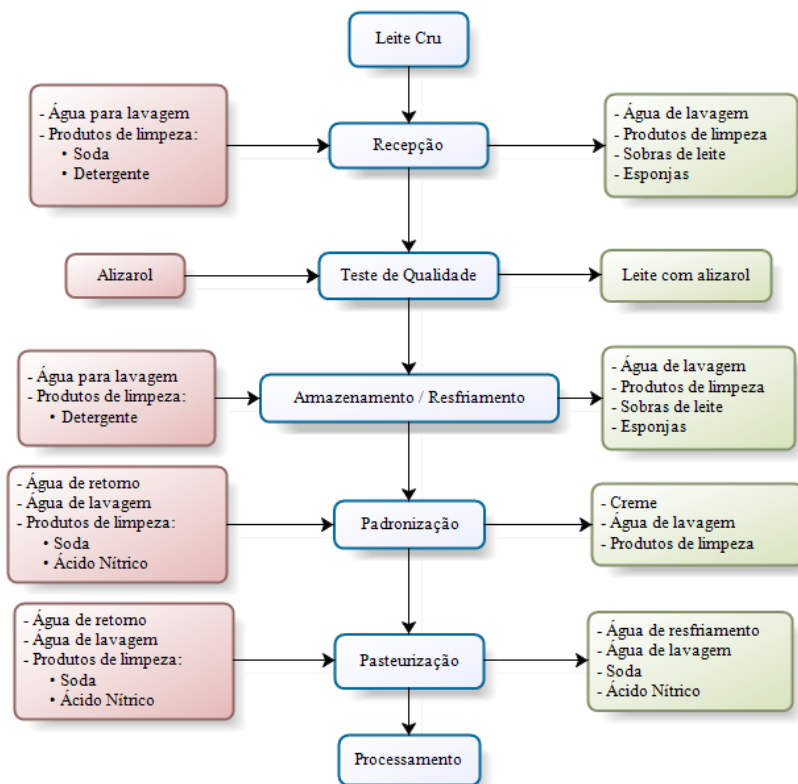 Leite Cru
- Água para lavagem
- Produtos de limpeza:
• Soda
• Detergente
Recepção
- Água de lavagem
- Produtos de limpeza
- Sobras de leite
- Esponjas
Alizarol
Teste de Qualidade
Leite com alizarol
- Água para lavagem
- Produtos de limpeza:
• Detergente
Armazenamento / Resfriamento
- Água de lavagem
- Produtos de limpeza
- Sobras de leite
- Esponjas
- Água de retorno
- Água de lavagem
- Produtos de limpeza:
• Soda
• Ácido Nítrico
Padronização
- Creme
- Água de lavagem
- Produtos de limpeza
- Água de retorno
- Água de lavagem
- Produtos de limpeza:
• Soda
• Ácido Nítrico
Pasteurização
- Água de resfriamento
- Água de lavagem
- Soda
- Ácido Nítrico
Processamento